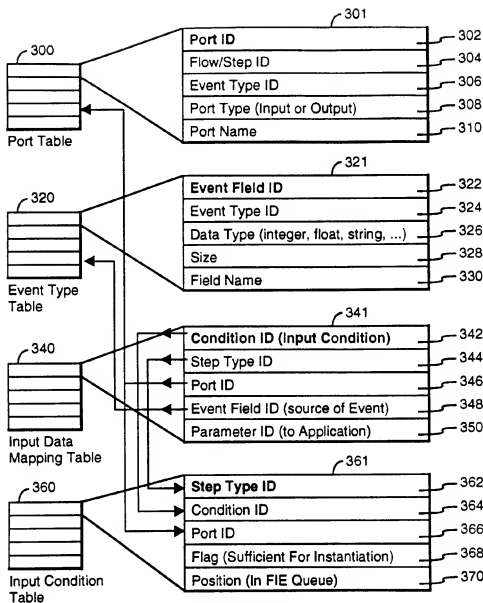 301
300
Port ID
302
Flow/Step ID
304
Event Type ID
306
Port Type (Input or Output)
308
Port Name
310
Port Table
321
320
Event Field ID
322
Event Type ID
324
Data Type (integer, float, string, ...)
326
Size
328
Field Name
330
Event Type
Table
341
340
Condition ID (Input Condition)
342
Step Type ID
344
Port ID
346
Event Field ID (source of Event)
348
Parameter ID (to Application)
350
Input Data
Mapping Table
361
360
Step Type ID
362
Condition ID
364
Port ID
366
Flag (Sufficient For Instantiation)
368
Position (In FIE Queue)
370
Input Condition
Table